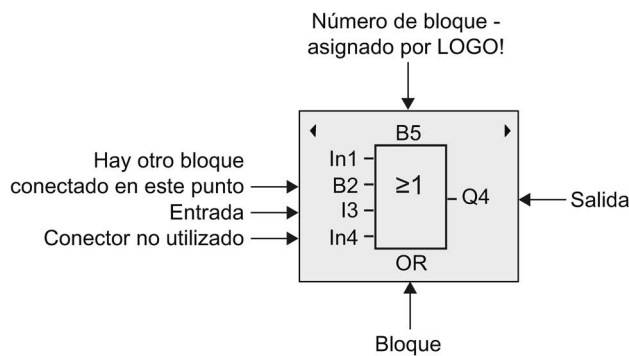 Número de bloque -
asignado por LOGO!
B5
Hay otro bloque
conectado en este punto
Entrada
Conector no utilizado
In1
B2
I3
In4
≥1
Q4
Salida
OR
Bloque